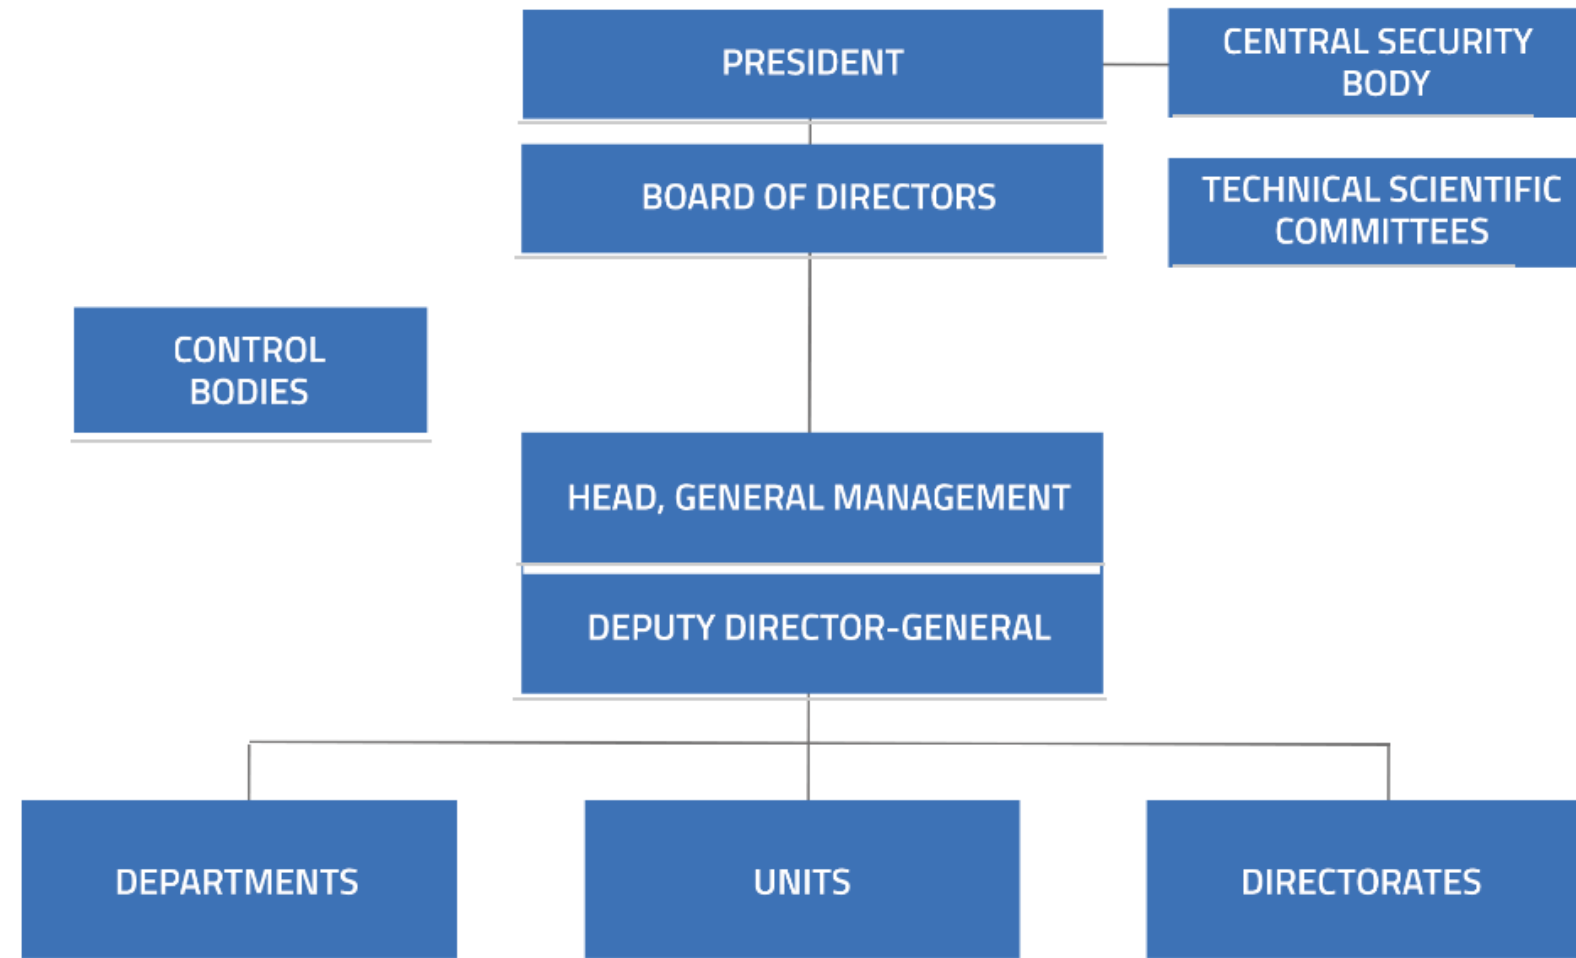 PRESIDENT
CENTRAL SECURITY
BODY
BOARD OF DIRECTORS
TECHNICAL SCIENTIFIC
COMMITTEES
CONTROL
BODIES
HEAD, GENERAL MANAGEMENT
DEPUTY DIRECTOR-GENERAL
DEPARTMENTS
UNITS
DIRECTORATES